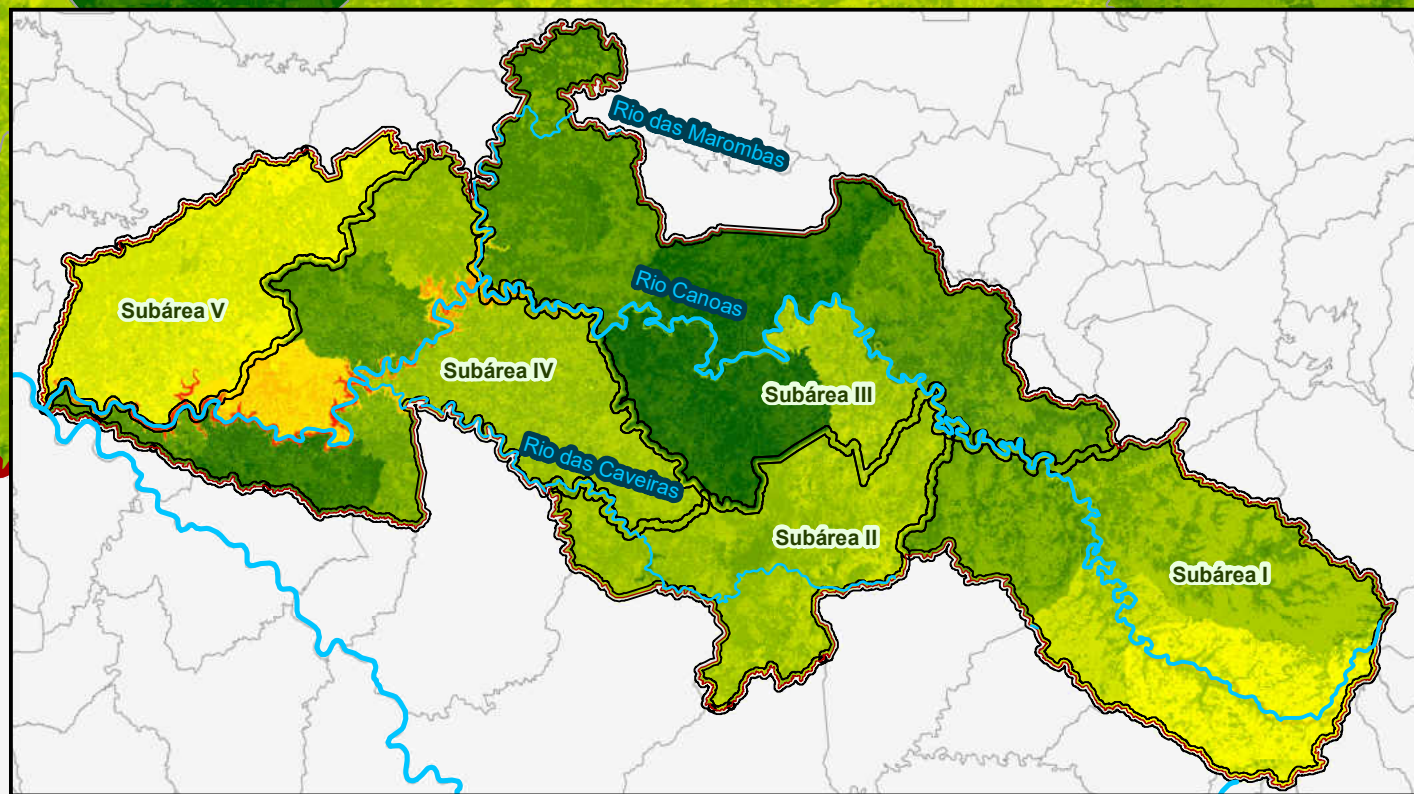 Rio das Marombas
Rio Canoas
Subárea V
Subárea IV
Subárea III
Rio das Caveiras
Subárea II
Subárea I